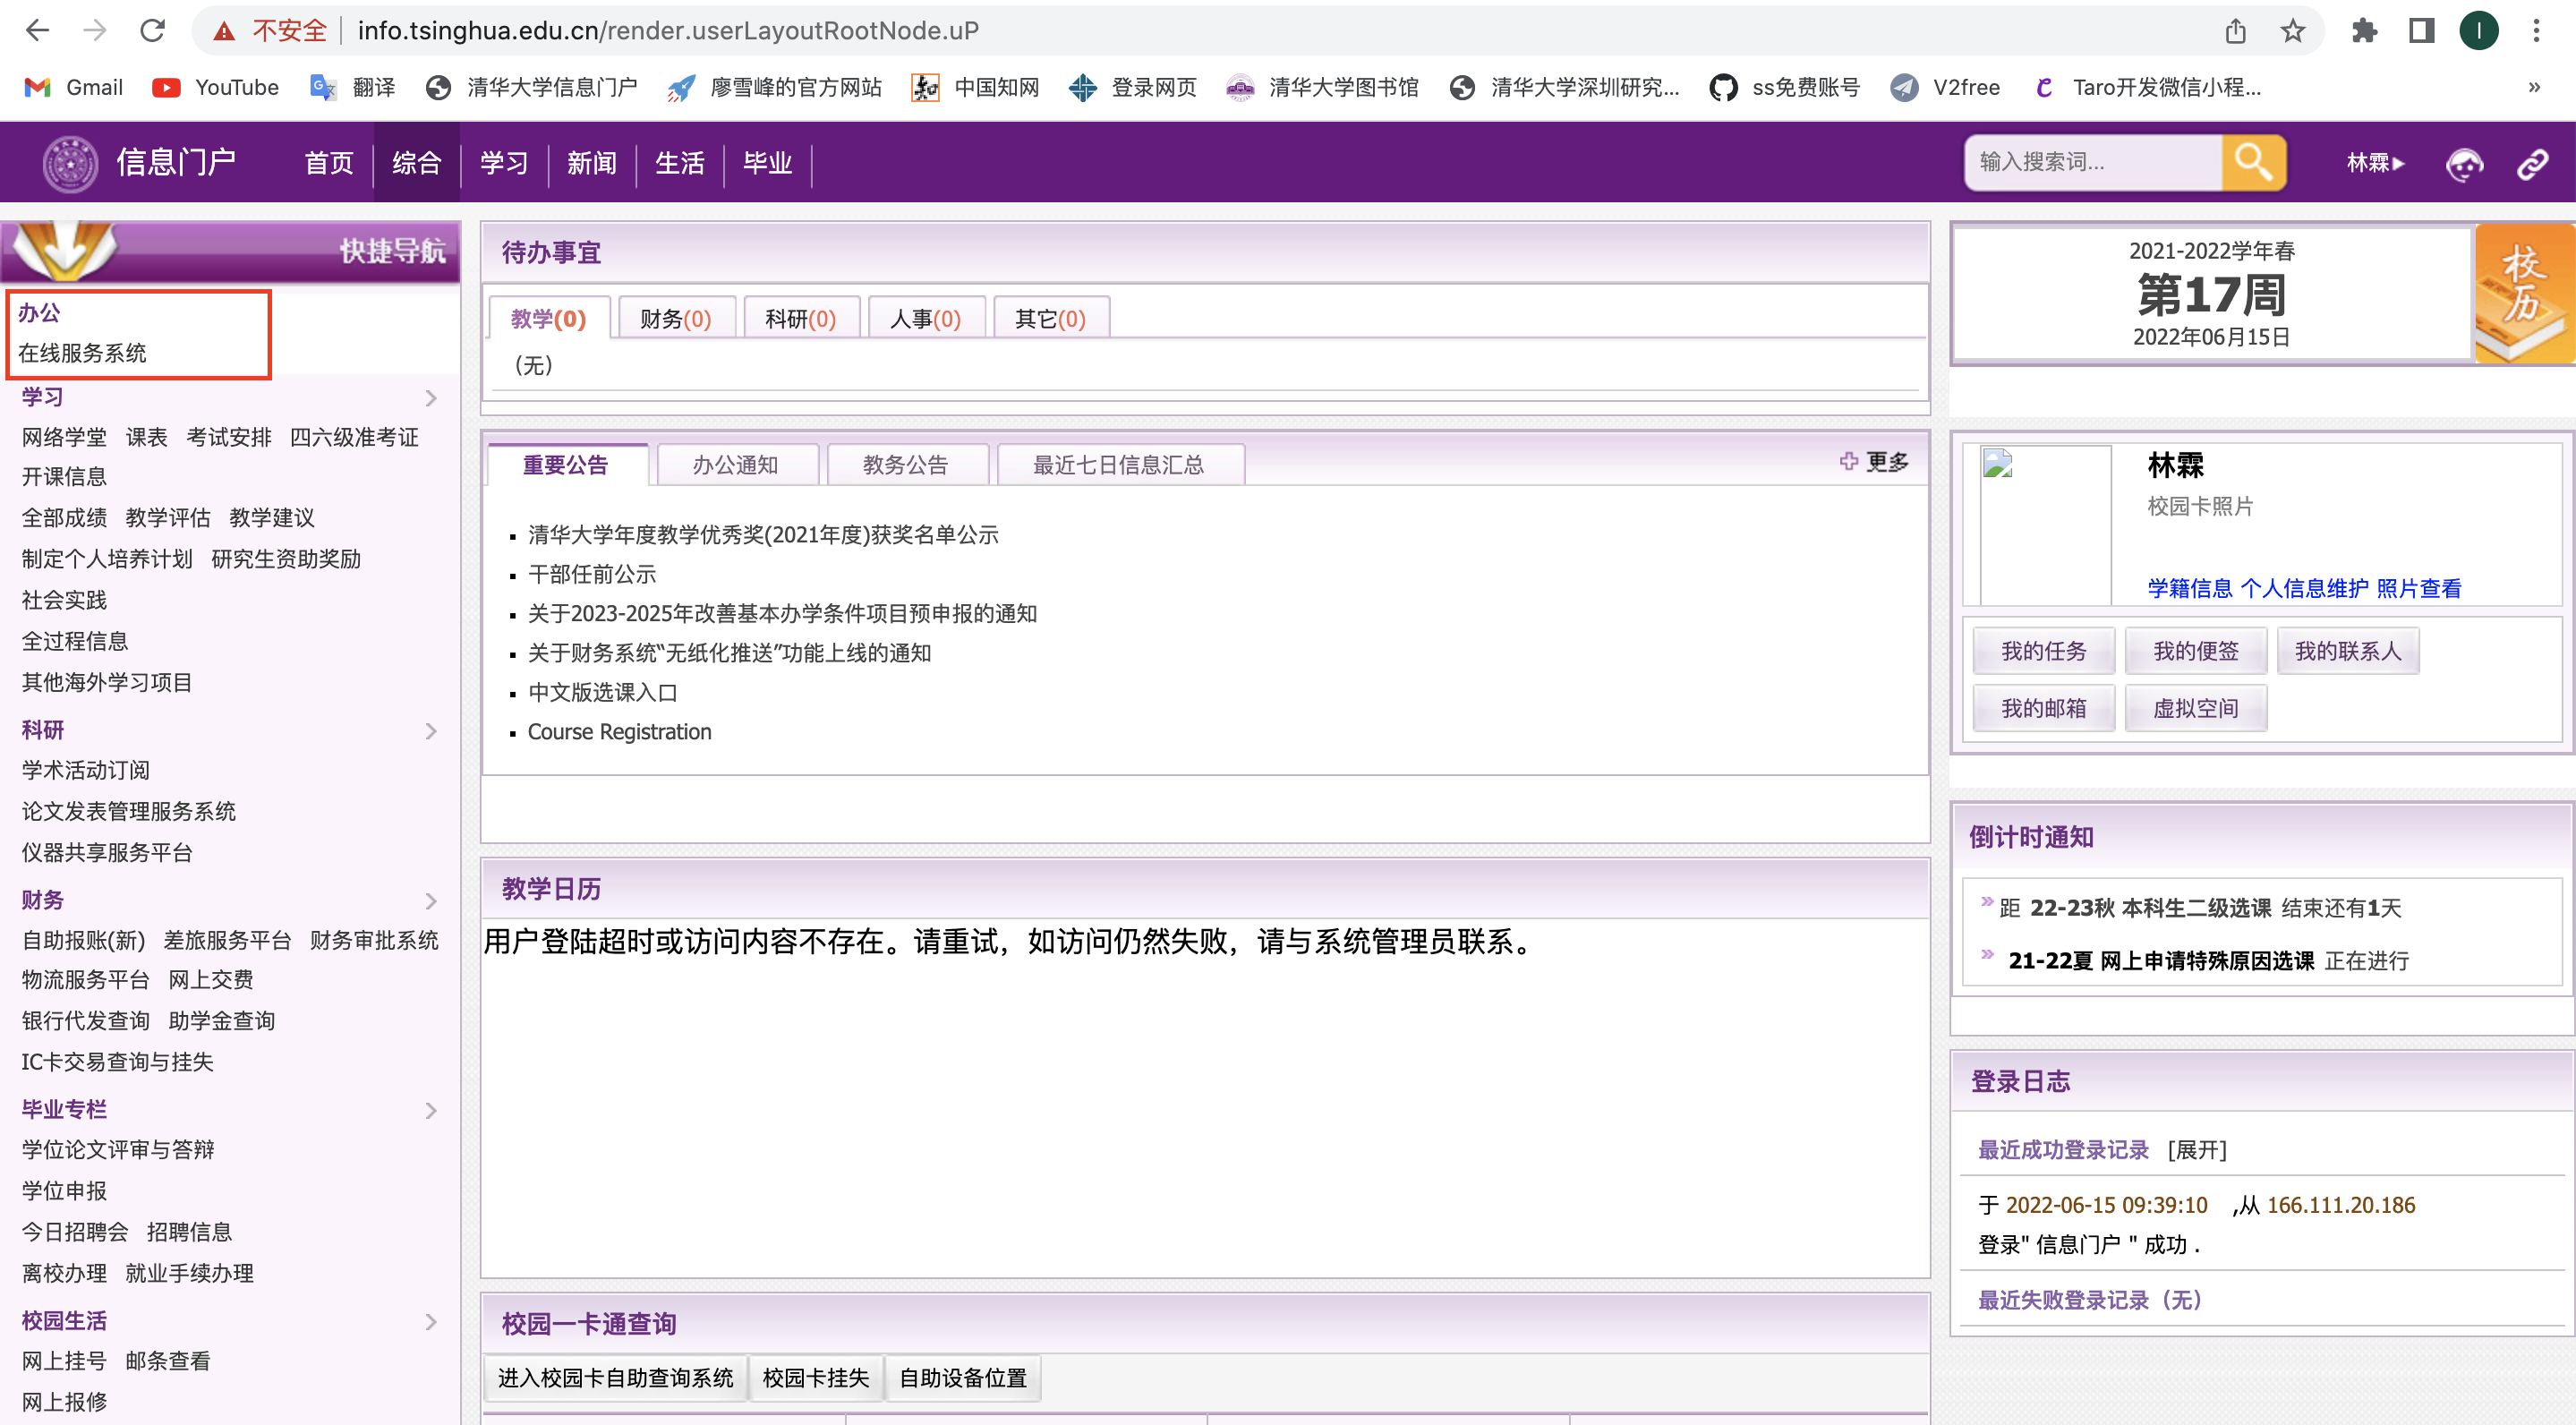 不安全 info.tsinghua.edu.cn/render.userLayoutRootNode.uP
Gmail YouTube 翻译 清华大学信息门户 廖雪峰的官方网站 中国知网 登录网页 清华大学图书馆 清华大学深圳研究... ss免费账号 V2free Taro开发微信小程... »
信息门户 首页 综合 学习 新闻 生活 毕业 输入搜索词... 林霖▸
快捷导航
办公
在线服务系统
学习
网络学堂 课表 考试安排 四六级准考证
开课信息
全部成绩 教学评估 教学建议
制定个人培养计划 研究生资助奖励
社会实践
全过程信息
其他海外学习项目
科研
学术活动订阅
论文发表管理服务系统
仪器共享服务平台
财务
自助报账(新) 差旅服务平台 财务审批系统
物流服务平台 网上交费
银行代发查询 助学金查询
IC卡交易查询与挂失
毕业专栏
学位论文评审与答辩
学位申报
今日招聘会 招聘信息
离校办理 就业手续办理
校园生活
网上挂号 邮条查看
网上报修
待办事宜
教学(0) 财务(0) 科研(0) 人事(0) 其它(0)
(无)
重要公告 办公通知 教务公告 最近七日信息汇总 更多
▪ 清华大学年度教学优秀奖(2021年度)获奖名单公示
▪ 干部任前公示
▪ 关于2023-2025年改善基本办学条件项目预申报的通知
▪ 关于财务系统“无纸化推送”功能上线的通知
▪ 中文版选课入口
▪ Course Registration
教学日历
用户登陆超时或访问内容不存在。请重试，如访问仍然失败，请与系统管理员联系。
校园一卡通查询
进入校园卡自助查询系统 校园卡挂失 自助设备位置
2021-2022学年春
第17周
2022年06月15日
校历
林霖
校园卡照片
学籍信息 个人信息维护 照片查看
我的任务 我的便签 我的联系人
我的邮箱 虚拟空间
倒计时通知
» 距 22-23秋 本科生二级选课 结束还有1天
» 21-22夏 网上申请特殊原因选课 正在进行
登录日志
最近成功登录记录 [展开]
于 2022-06-15 09:39:10 ,从 166.111.20.186
登录" 信息门户 " 成功 .
最近失败登录记录（无）